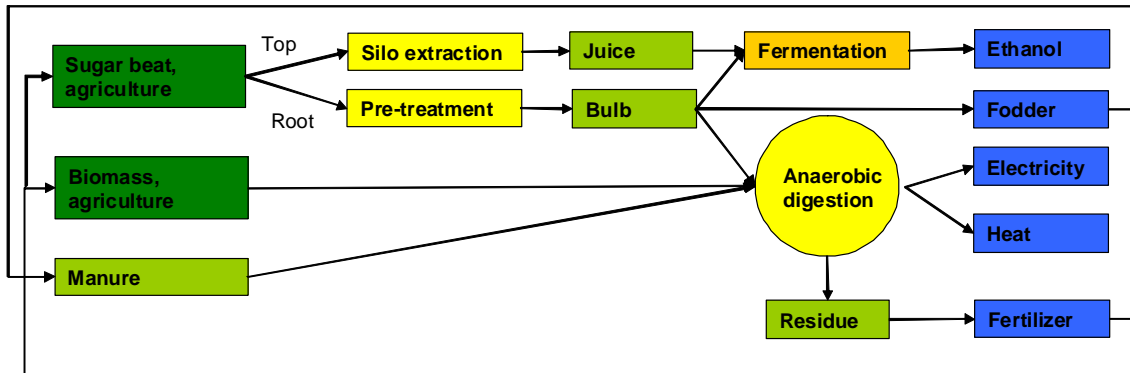 Top
Sugar beat,
agriculture
Root
Silo extraction
Juice
Fermentation
Ethanol
Pre-treatment
Bulb
Fodder
Biomass,
agriculture
Anaerobic
digestion
Electricity
Heat
Manure
Residue
Fertilizer